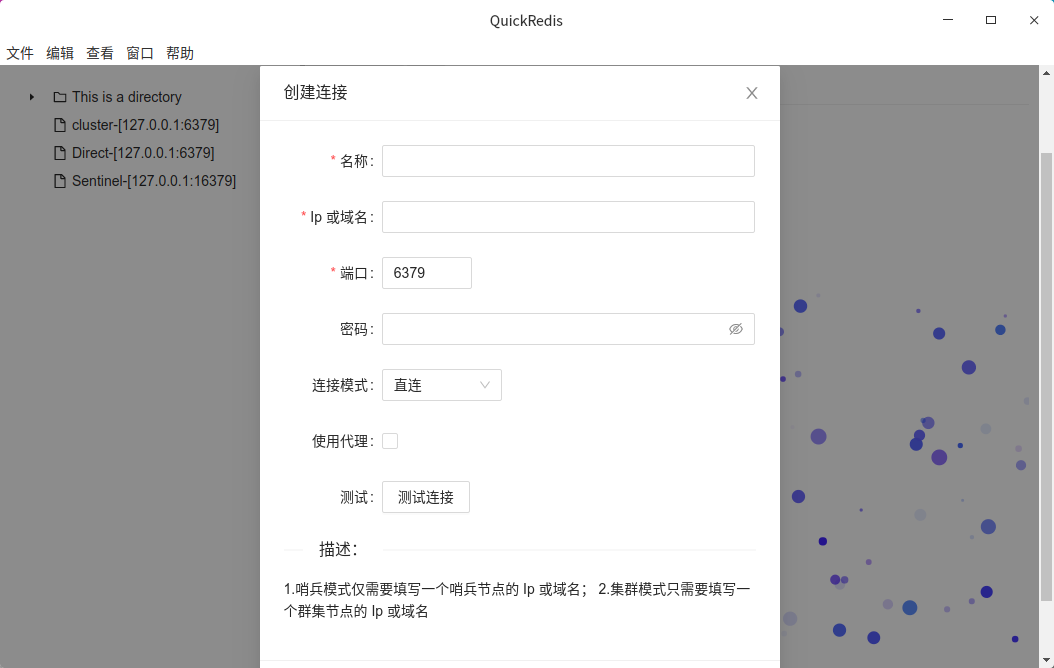 QuickRedis
文件 编辑 查看 窗口 帮助
This is a directory
cluster-[127.0.0.1:6379]
Direct-[127.0.0.1:6379]
Sentinel-[127.0.0.1:16379]
创建连接
* 名称:
* Ip 或域名:
* 端口: 6379
密码:
连接模式: 直连
使用代理:
测试: 测试连接
描述：
1.哨兵模式仅需要填写一个哨兵节点的 Ip 或域名； 2.集群模式只需要填写一
个群集节点的 Ip 或域名